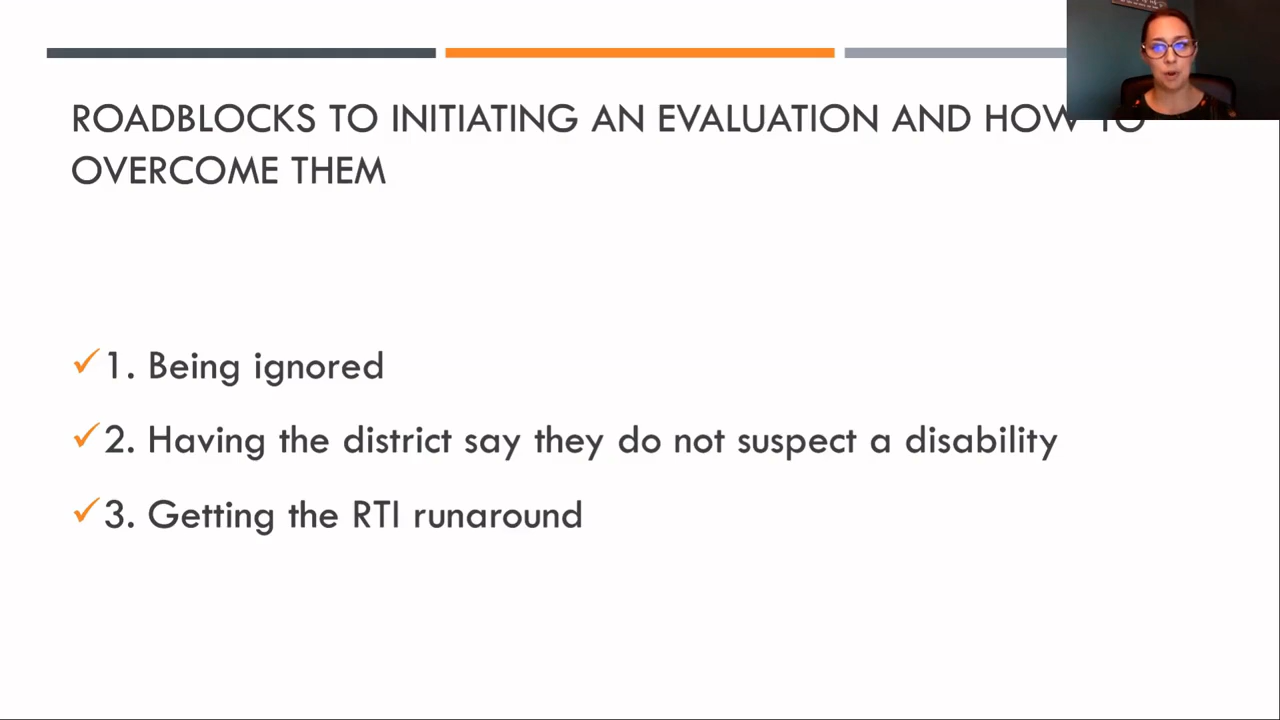 ROADBLOCKS TO INITIATING AN EVALUATION AND HOW TO
OVERCOME THEM
✓1. Being ignored
✓2. Having the district say they do not suspect a disability
✓3. Getting the RTI runaround